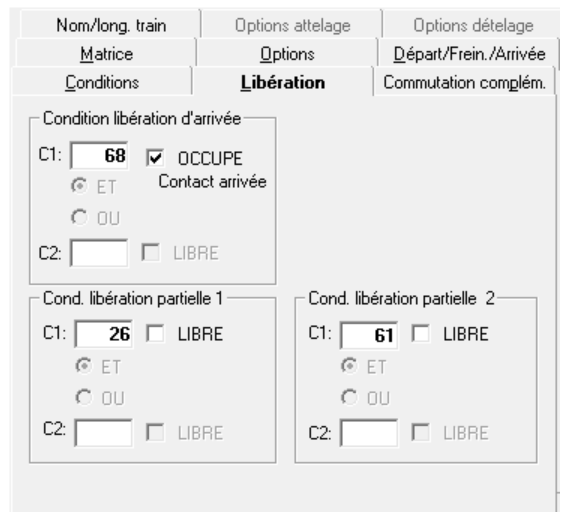 Nom/long. train Options attelage Options dételage
Matrice Options Départ/Frein./Arrivée
Conditions Libération Commutation complém.
Condition libération d'arrivée
C1: 68 OCCUPE
Contact arrivée
ET
OU
C2: LIBRE
Cond. libération partielle 1
C1: 26 LIBRE
ET
OU
C2: LIBRE
Cond. libération partielle 2
C1: 61 LIBRE
ET
OU
C2: LIBRE